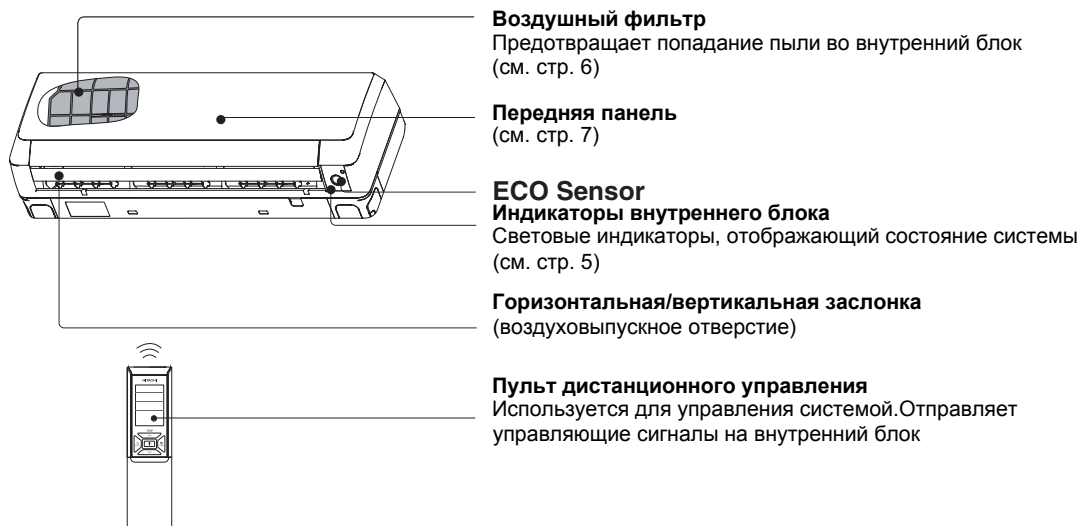 Воздушный фильтр
Предотвращает попадание пыли во внутренний блок
(см. стр. 6)
Передняя панель
(см. стр. 7)
ECO Sensor
Индикаторы внутреннего блока
Световые индикаторы, отображающий состояние системы
(см. стр. 5)
Горизонтальная/вертикальная заслонка
(воздуховыпускное отверстие)
HITACHI
Пульт дистанционного управления
Используется для управления системой.Отправляет
управляющие сигналы на внутренний блок